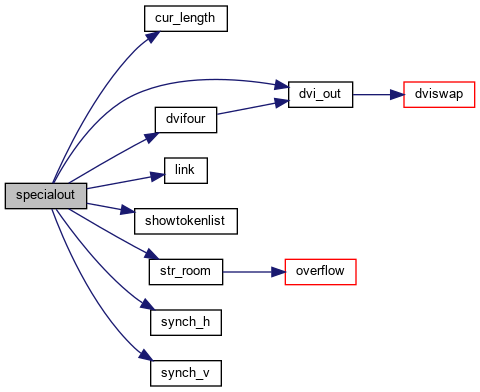 cur_length
dvi_out
dviswap
dvifour
link
specialout
showtokenlist
str_room
overflow
synch_h
synch_v